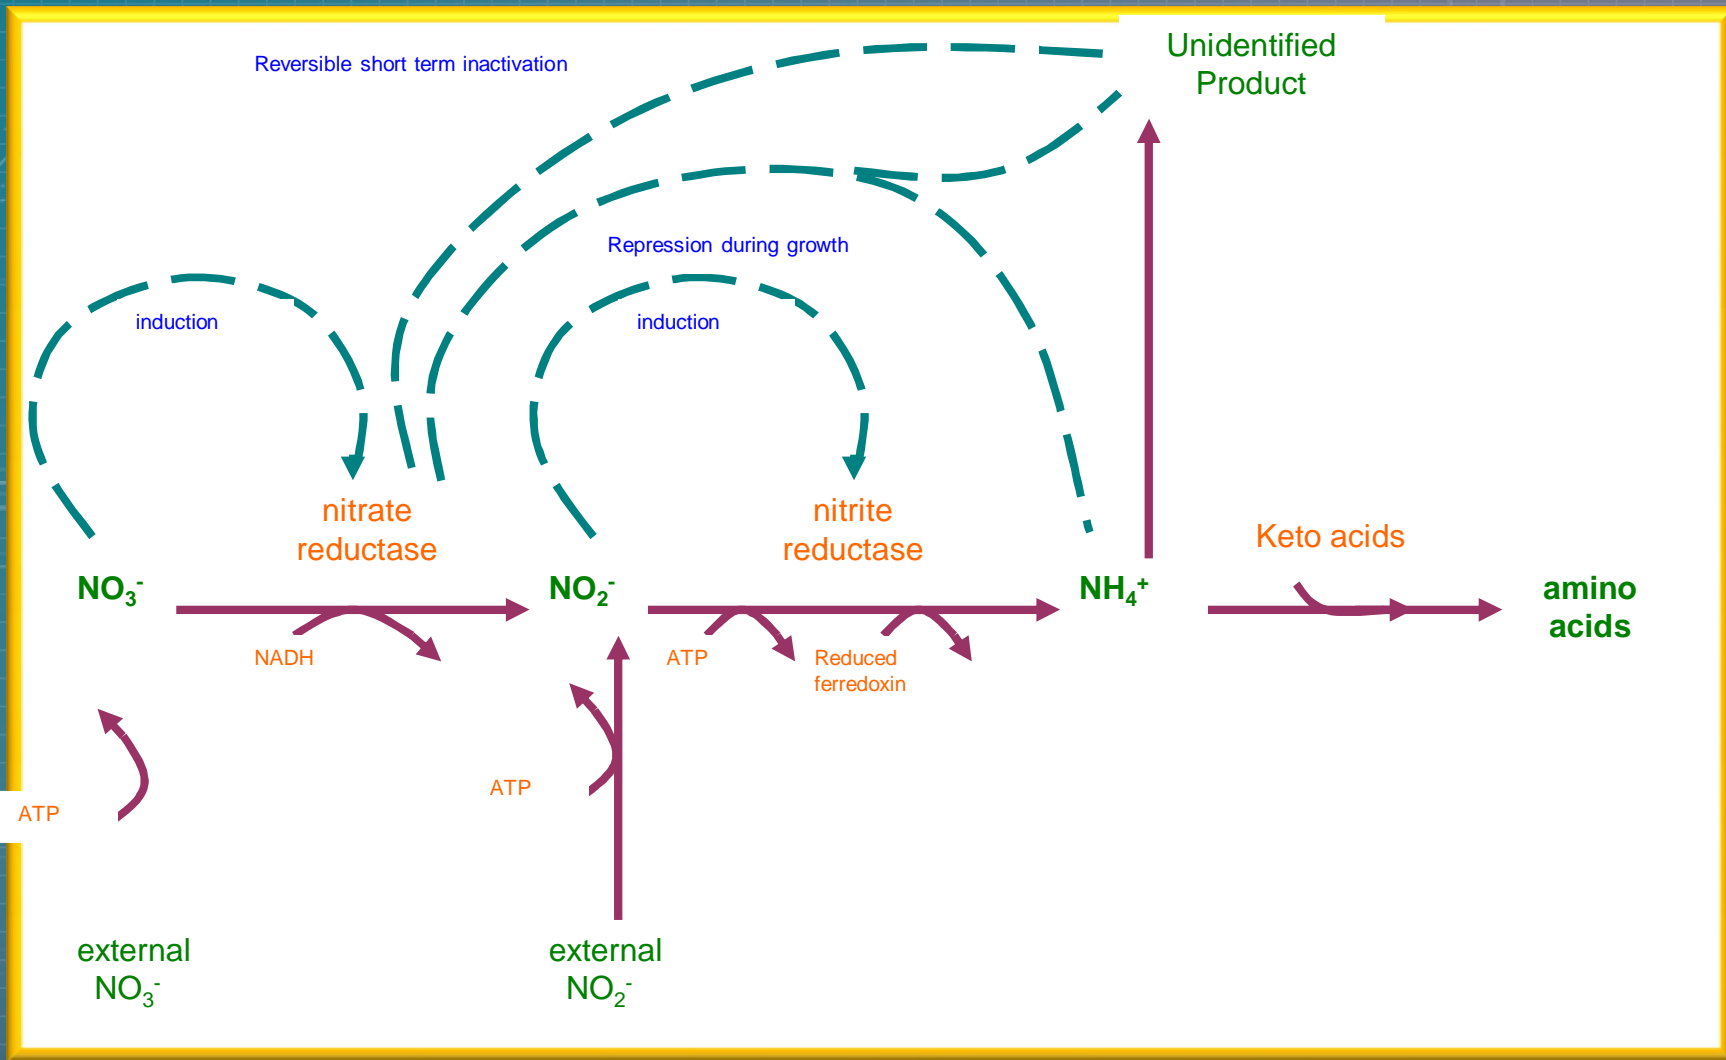 Unidentified
Product
Reversible short term inactivation
Repression during growth
induction
induction
nitrate
reductase
nitrite
reductase
Keto acids
NO₃⁻
NO₂⁻
NH₄⁺
amino
acids
NADH
ATP
Reduced
ferredoxin
ATP
ATP
external
NO₃⁻
external
NO₂⁻